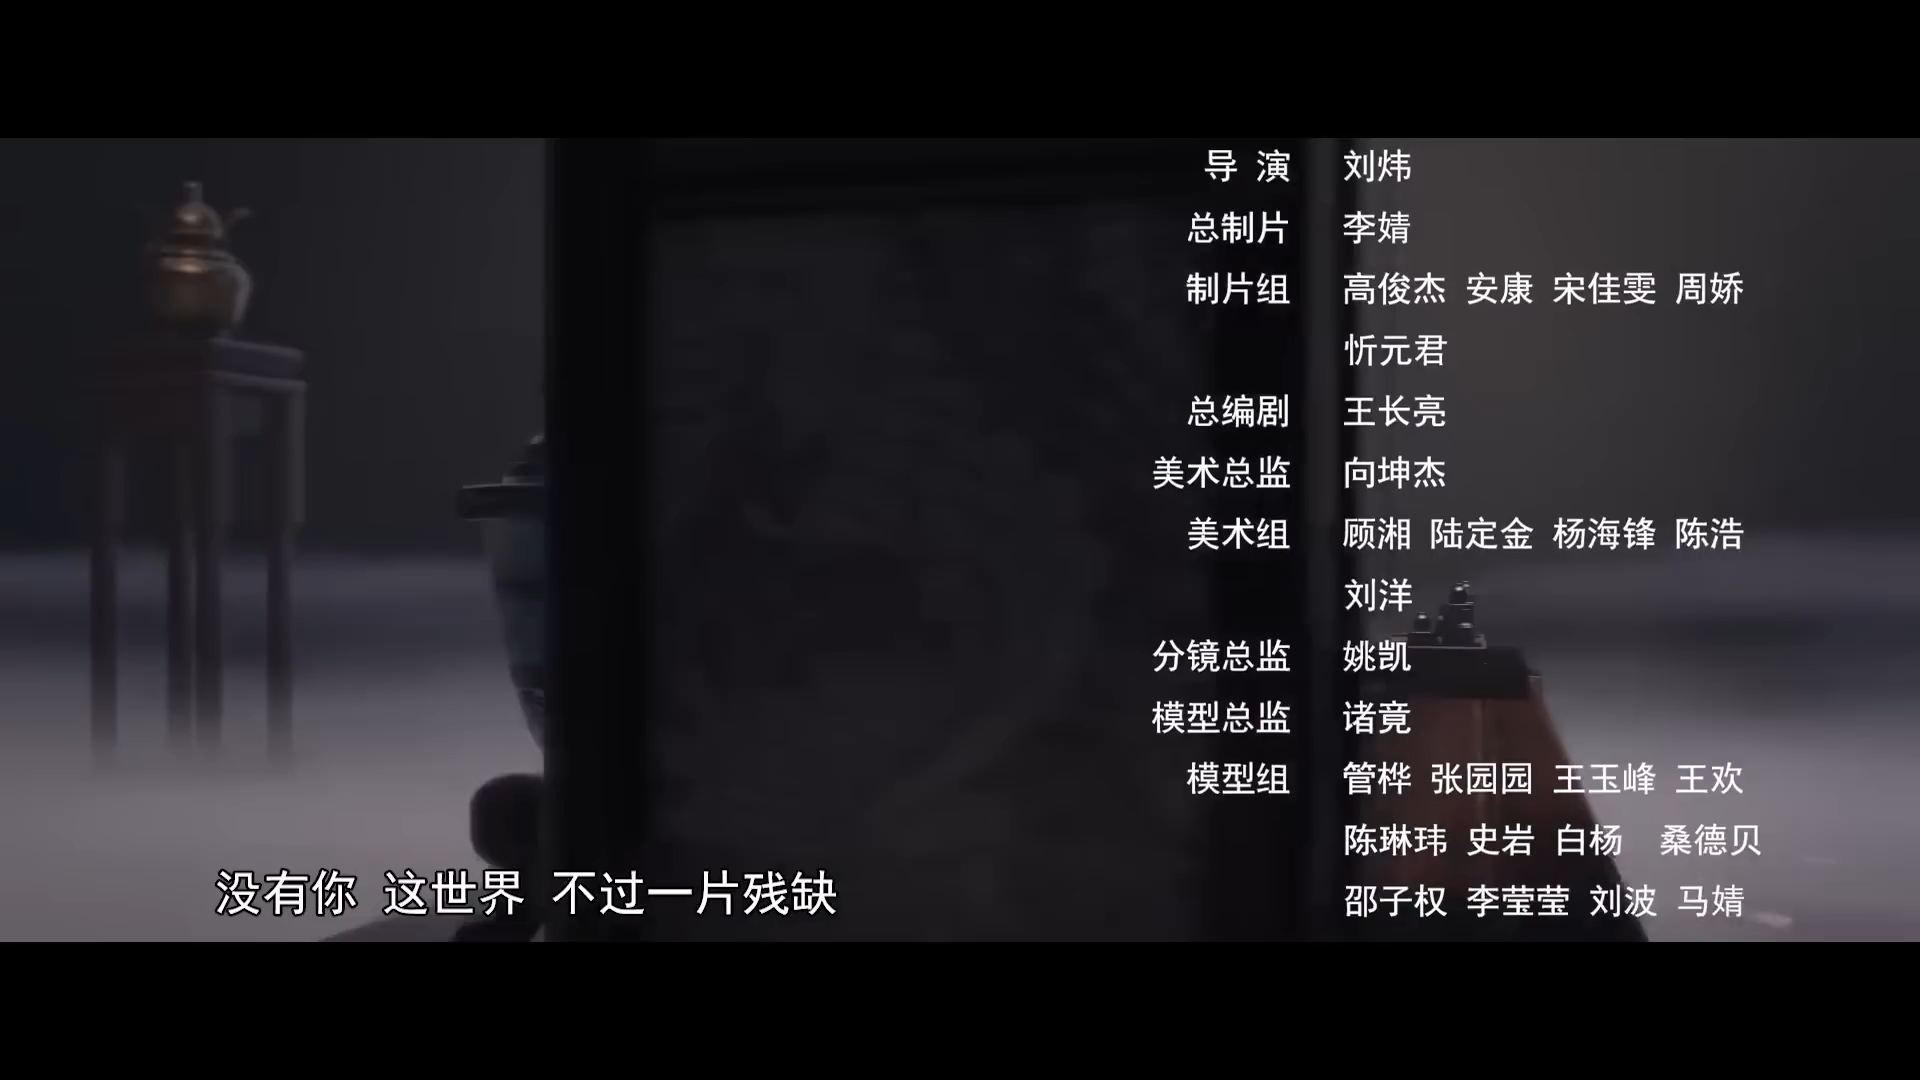 导 演 刘炜
总制片 李婧
制片组 高俊杰 安康 宋佳雯 周娇
忻元君
总编剧 王长亮
美术总监 向坤杰
美术组 顾湘 陆定金 杨海锋 陈浩
刘洋
分镜总监 姚凯
模型总监 诸竟
模型组 管桦 张园园 王玉峰 王欢
陈琳玮 史岩 白杨 桑德贝
邵子权 李莹莹 刘波 马婧
没有你 这世界 不过一片残缺